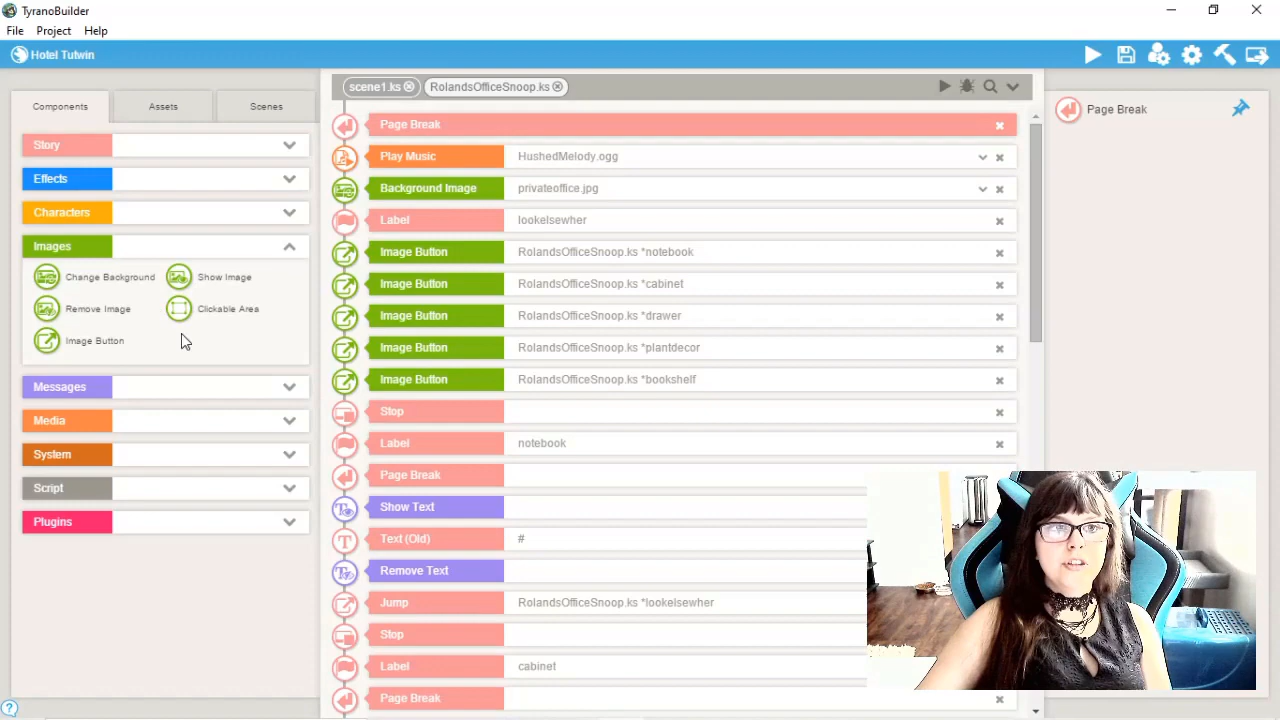 TyranoBuilder
File Project Help
Hotel Tutwin
Components Assets Scenes
Story
Effects
Characters
Images
Change Background Show Image
Remove Image Clickable Area
Image Button
Messages
Media
System
Script
Plugins
scene1.ks RolandsOfficeSnoop.ks
Page Break
Play Music HushedMelody.ogg
Background Image privateoffice.jpg
Label lookelsewher
Image Button RolandsOfficeSnoop.ks *notebook
Image Button RolandsOfficeSnoop.ks *cabinet
Image Button RolandsOfficeSnoop.ks *drawer
Image Button RolandsOfficeSnoop.ks *plantdecor
Image Button RolandsOfficeSnoop.ks *bookshelf
Stop
Label notebook
Page Break
Show Text
Text (Old) #
Remove Text
Jump RolandsOfficeSnoop.ks *lookelsewher
Stop
Label cabinet
Page Break
Page Break